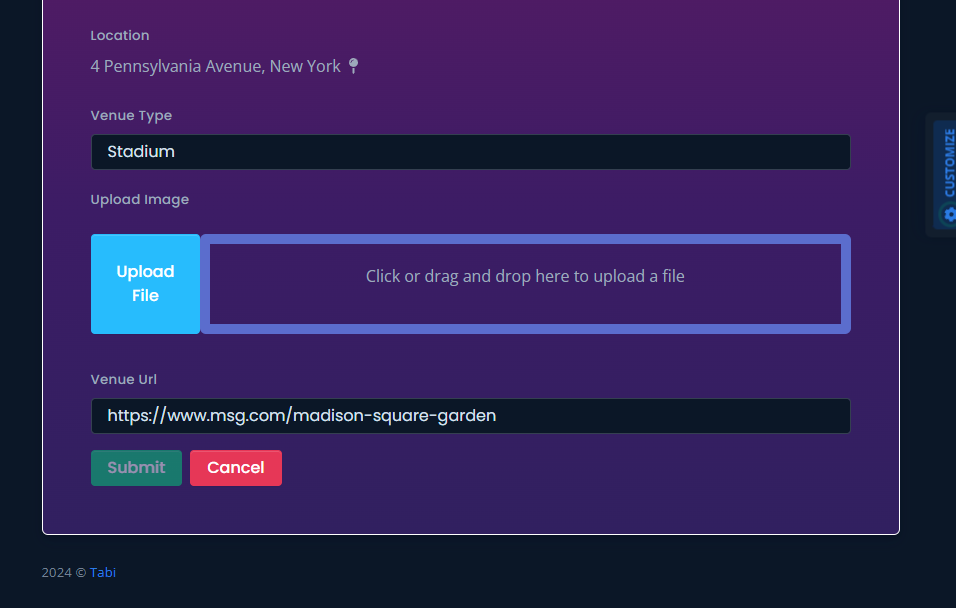 Location
4 Pennsylvania Avenue, New York
Venue Type
Stadium
Upload Image
Upload
File
Click or drag and drop here to upload a file
Venue Url
https://www.msg.com/madison-square-garden
Submit Cancel
2024 © Tabi
CUSTOMIZE